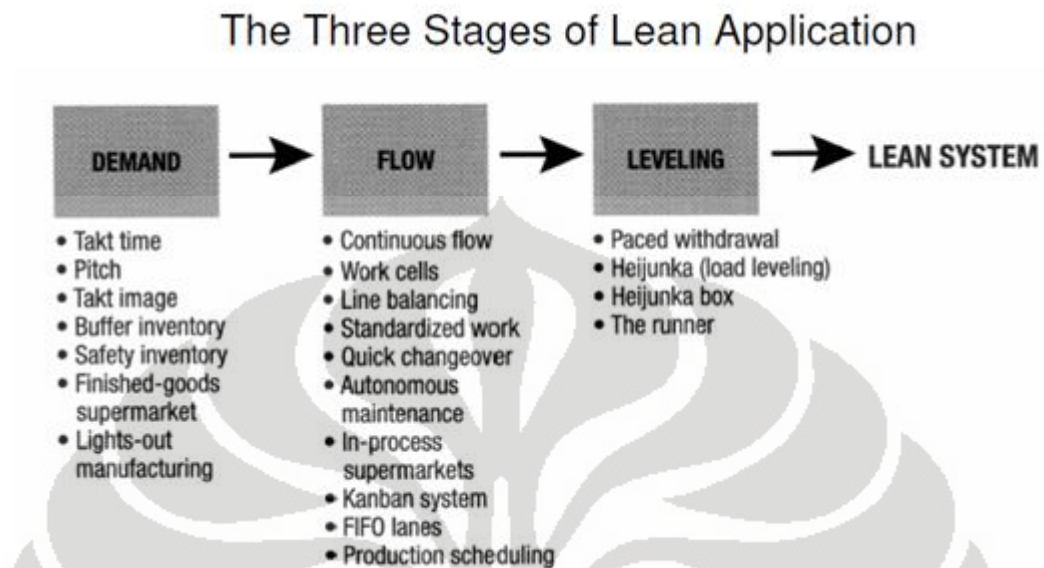 The Three Stages of Lean Application
DEMAND
FLOW
LEVELING
LEAN SYSTEM
• Takt time
• Pitch
• Takt image
• Buffer inventory
• Safety inventory
• Finished-goods
supermarket
• Lights-out
manufacturing
• Continuous flow
• Work cells
• Line balancing
• Standardized work
• Quick changeover
• Autonomous
maintenance
• In-process
supermarkets
• Kanban system
• FIFO lanes
• Production scheduling
• Paced withdrawal
• Heijunka (load leveling)
• Heijunka box
• The runner